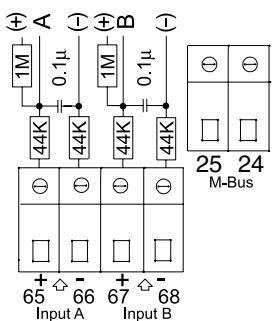 (+) A (-) (+) B (-)
1M 0.1µ 1M 0.1µ
44K 44K 44K 44K
25 24
M-Bus
+ - + -
65 66 67 68
Input A Input B